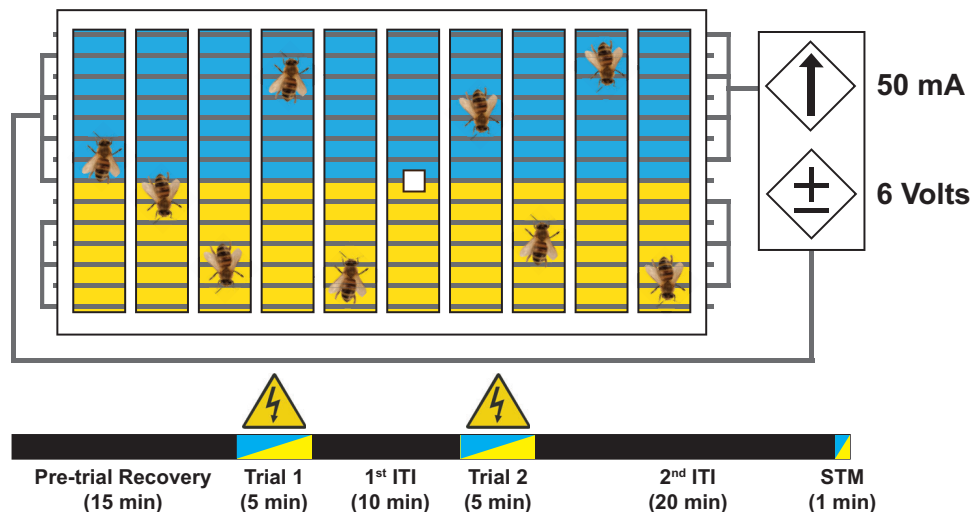 50 mA
6 Volts
Pre-trial Recovery
(15 min)
Trial 1
(5 min)
1st ITI
(10 min)
Trial 2
(5 min)
2nd ITI
(20 min)
STM
(1 min)